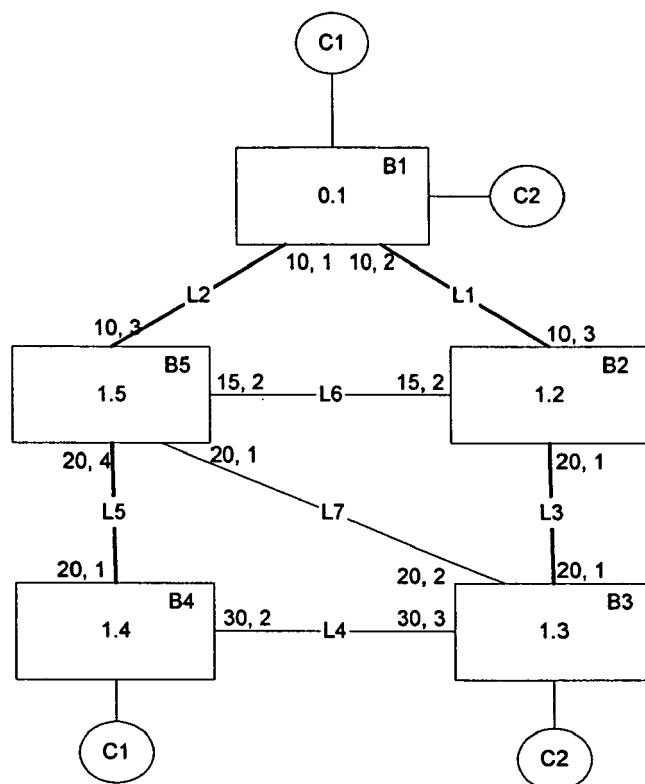 C1
B1
0.1
C2
10, 1 10, 2
L2 L1
10, 3 10, 3
B5 B2
1.5 15, 2 L6 15, 2 1.2
20, 4 20, 1 20, 1
L5 L7 L3
20, 1 20, 2 20, 1
B4 B3
1.4 30, 2 L4 30, 3 1.3
C1 C2